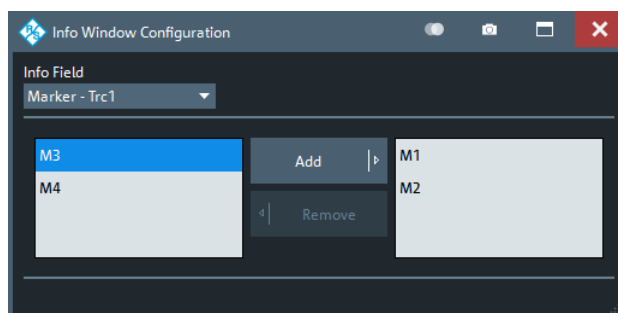 R&S Info Window Configuration
Info Field
Marker - Trc1
M3
M4
Add
Remove
M1
M2